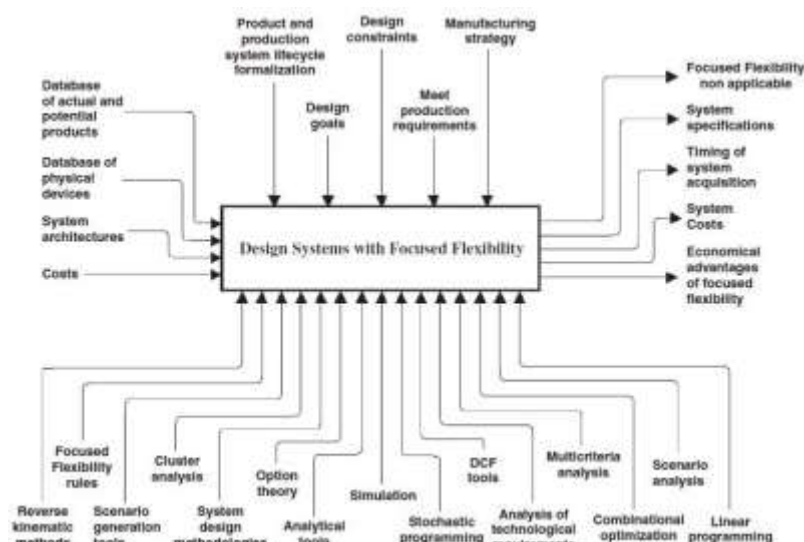 Product and
production
system lifecycle
formalization
Design
constraints
Manufacturing
strategy
Design
goals
Meet
production
requirements
Database
of actual and
potential
products
Database of
physical
devices
System
architectures
Costs
Design Systems with Focused Flexibility
Focused Flexibility
non applicable
System
specifications
Timing of
system
acquisition
System
Costs
Economical
advantages
of focused
flexibility
Reverse
kinematic
methods
Focused
Flexibility
rules
Scenario
generation
tools
Cluster
analysis
System
design
methodologies
Option
theory
Analytical
tools
Simulation
Stochastic
programming
DCF
tools
Analysis of
technological
Multicriteria
analysis
Combinational
optimization
Scenario
analysis
Linear
programming